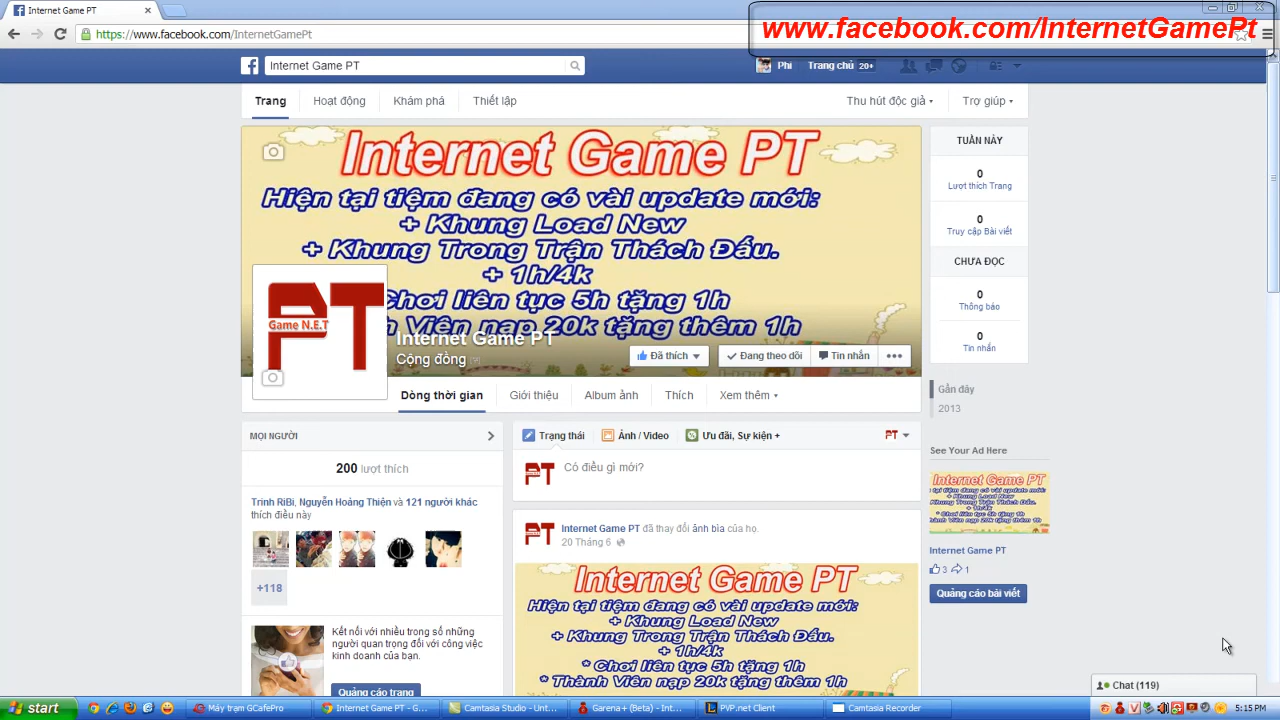 Internet Game PT
www.facebook.com/InternetGamePt
https://www.facebook.com/InternetGamePt
Internet Game PT
Phi
Trang chủ 20+
Trang
Hoạt động
Khám phá
Thiết lập
Thu hút độc giả
Trợ giúp
Internet Game PT
Hiện tại tiệm đang có vài update mới:
+ Khung Load New
+ Khung Trong Trận Thách Đấu.
+ 1h/4k
Chơi liên tục 5h tặng 1h
Viên nạp 20k tặng thêm 1h
PT
Game N.E.T
Internet Game PT
Cộng đồng
Đã thích
Đang theo dõi
Tin nhắn
Dòng thời gian
Giới thiệu
Album ảnh
Thích
Xem thêm
TUẦN NÀY
0
Lượt thích Trang
0
Truy cập Bài viết
CHƯA ĐỌC
0
Thông báo
0
Tin nhắn
Gần đây
2013
See Your Ad Here
Internet Game PT
Internet Game PT
3 1
Quảng cáo bài viết
MỌI NGƯỜI
200 lượt thích
Trinh RiBi, Nguyễn Hoàng Thiện và 121 người khác
thích điều này
+118
Kết nối với nhiều trong số những
người quan trọng đối với công việc
kinh doanh của bạn.
Quảng cáo trang
Trạng thái
Ảnh / Video
Ưu đãi, Sự kiện +
PT
PT
Có điều gì mới?
PT
Internet Game PT đã thay đổi ảnh bìa của họ.
20 Tháng 6
Internet Game PT
Hiện tại tiệm đang có vài update mới:
+ Khung Load New
+ Khung Trong Trận Thách Đấu.
+ 1h/4k
* Chơi liên tục 5h tặng 1h
* Thành Viên nạp 20k tặng thêm 1h
Chat (119)
start
Máy trạm GCafePro
Internet Game PT - G...
Camtasia Studio - Unt...
Garena+ (Beta) - Int...
PVP.net Client
Camtasia Recorder
5:15 PM